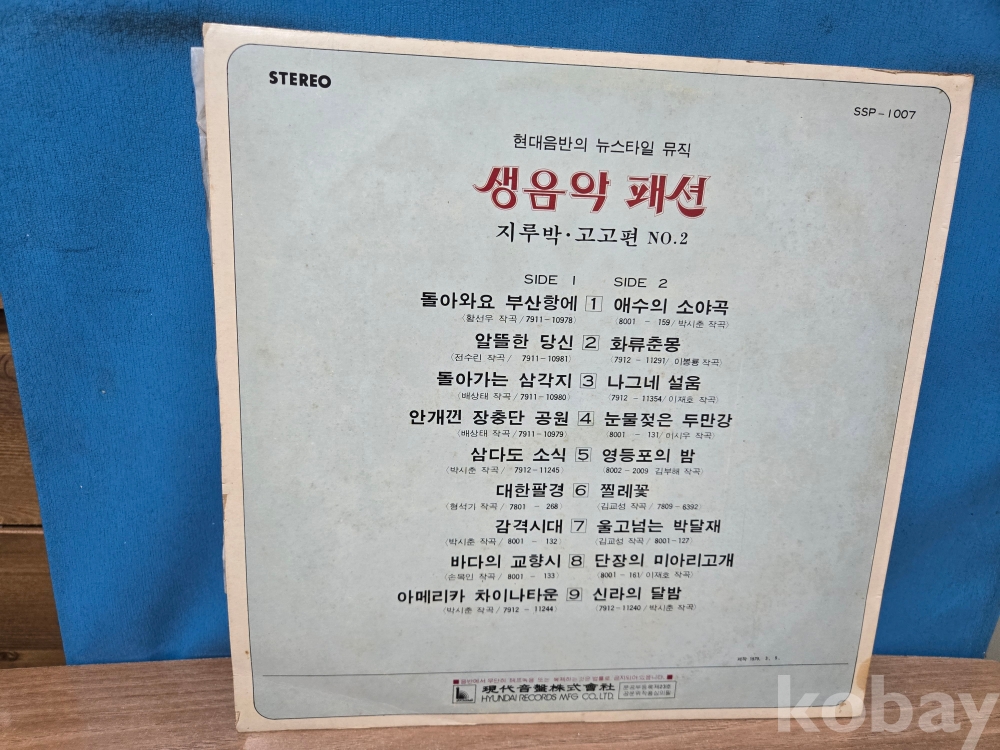 STEREO
SSP-1007
현대음반의 뉴스타일 뮤직
생음악 패션
지루박·고고편 NO.2
SIDE 1 SIDE 2
돌아와요 부산항에 1 애수의 소야곡
(황선우 작곡/7911-10978) (8001 - 159/박시춘 작곡)
알뜰한 당신 2 화류춘몽
(전수린 작곡/ 7911-10981) (7912 - 11291/ 이봉룡 작곡)
돌아가는 삼각지 3 나그네 설움
(배상태 작곡/7911-10980) (7912 - 11354/ 이재호 작곡)
안개낀 장충단 공원 4 눈물젖은 두만강
(배상태 작곡/7911-10979) (8001 - 131/이시우 작곡)
삼다도 소식 5 영등포의 밤
(박시춘 작곡/ 7912-11245) (8002-2009 김부해 작곡)
대한팔경 6 찔레꽃
(형석기 작곡/ 7801 - 268) (김교성 작곡/ 7809-6392)
감격시대 7 울고넘는 박달재
(박시춘 작곡/ 8001 - 132) (김교성 작곡/ 8001-127)
바다의 교향시 8 단장의 미아리고개
(손목인 작곡/ 8001 - 133) (8001-161/이재호 작곡)
아메리카 차이나타운 9 신라의 달밤
(박시춘 작곡/ 7912 - 11244) (7912-11240/ 박시춘 작곡)
現代音盤株式會社
HYUNDAI RECORDS MFG CO.,LTD.
kobay